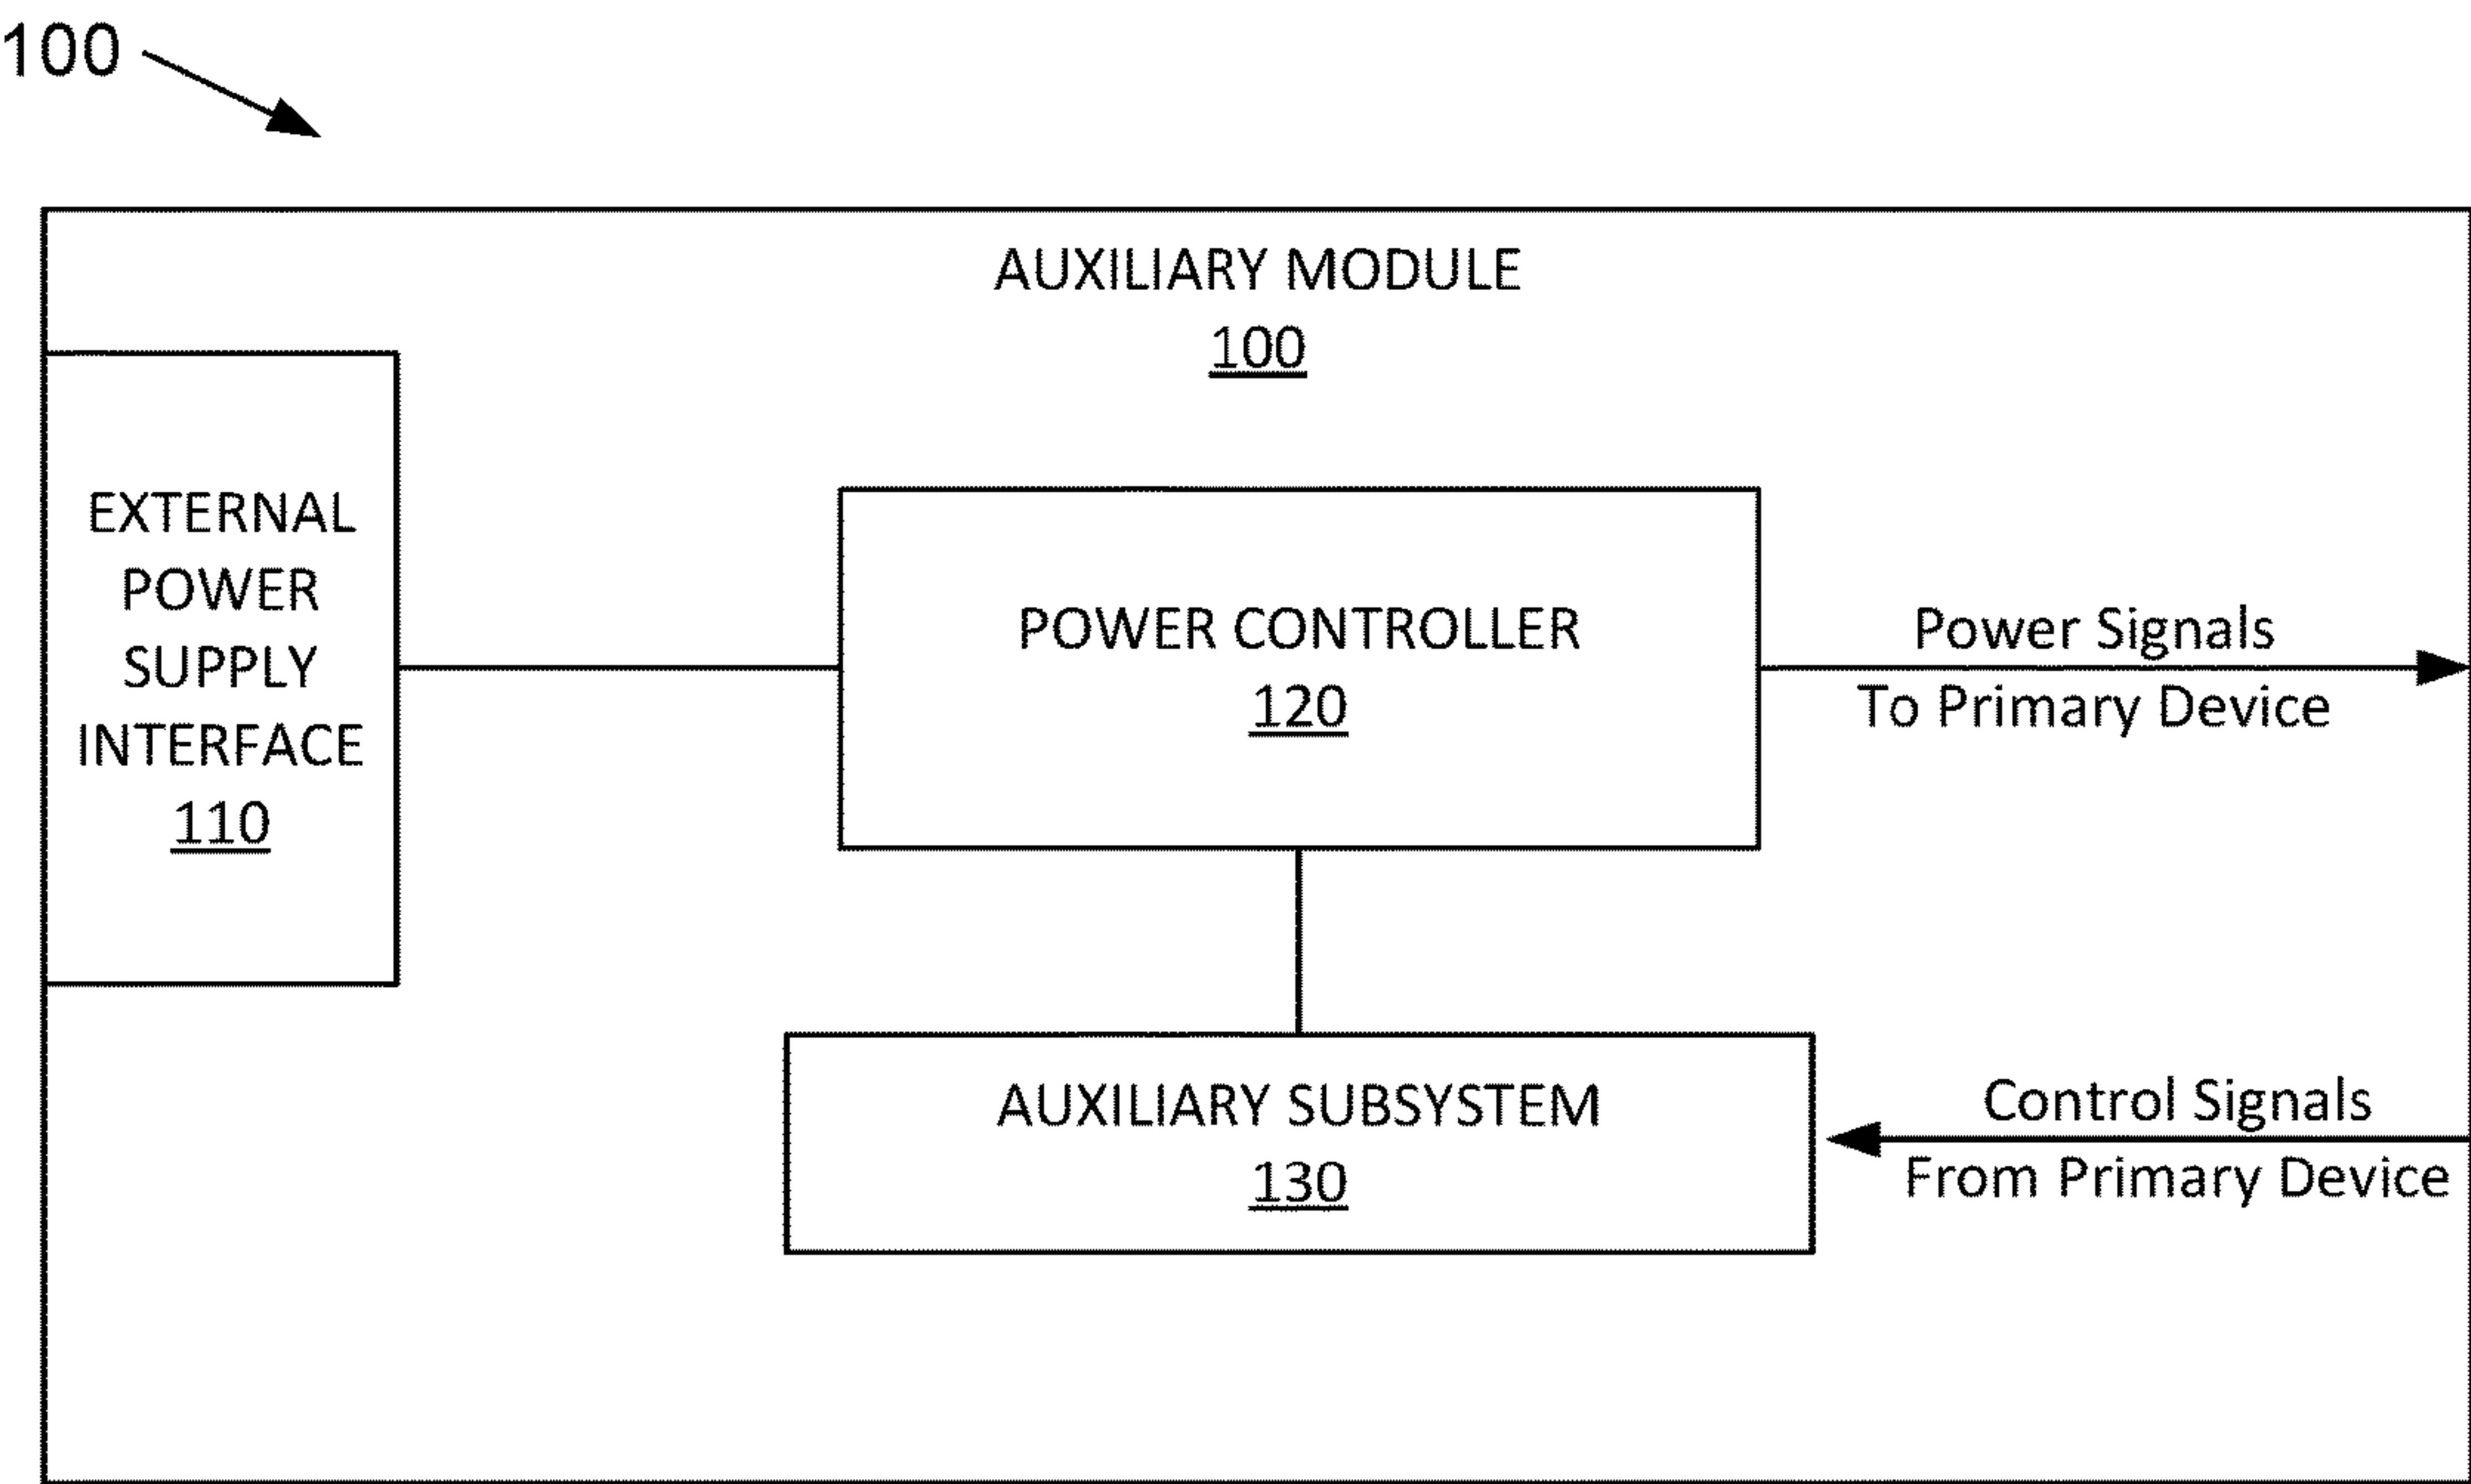 100
AUXILIARY MODULE
100
EXTERNAL
POWER
SUPPLY
INTERFACE
110
POWER CONTROLLER
120
Power Signals
To Primary Device
AUXILIARY SUBSYSTEM
130
Control Signals
From Primary Device